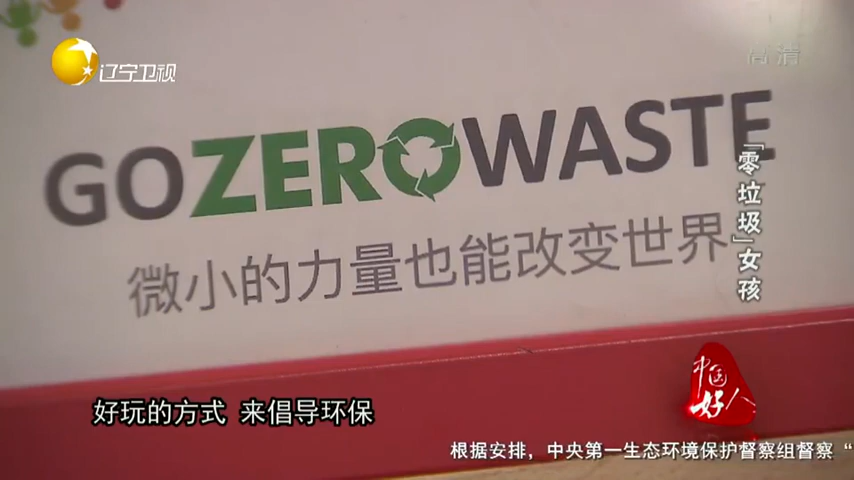 辽宁卫视
高清
GOZEROWASTE
微小的力量也能改变世界
「零垃圾」女孩
中国好人
好玩的方式 来倡导环保
根据安排，中央第一生态环境保护督察组督察“